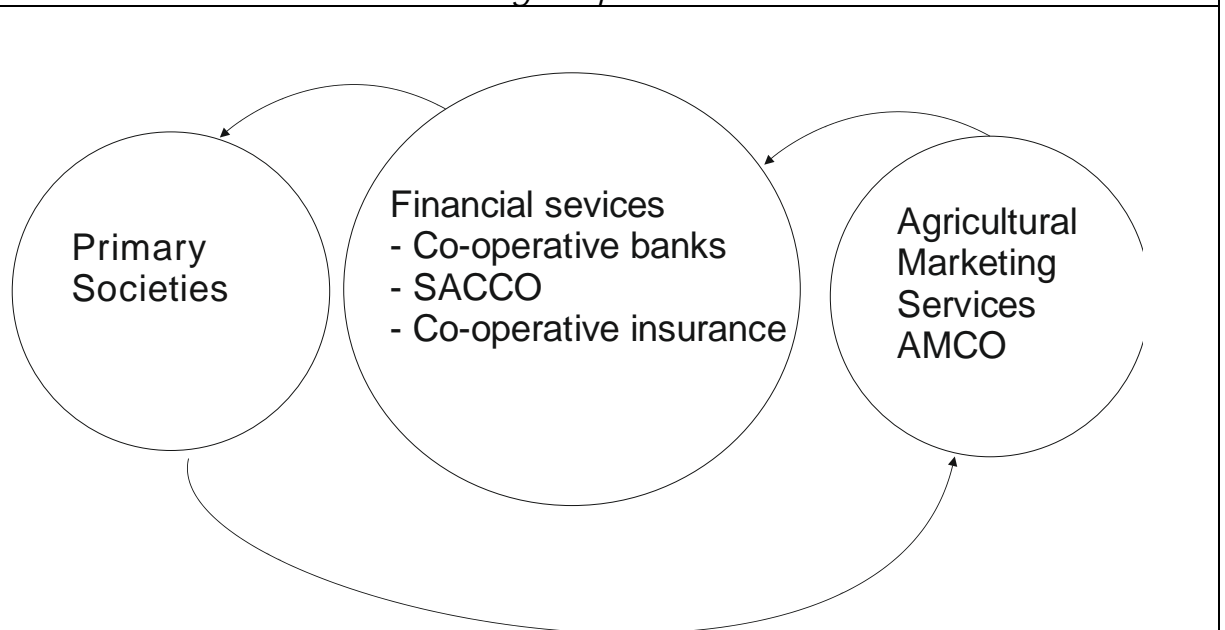 Primary
Societies
Financial sevices
- Co-operative banks
- SACCO
- Co-operative insurance
Agricultural
Marketing
Services
AMCO